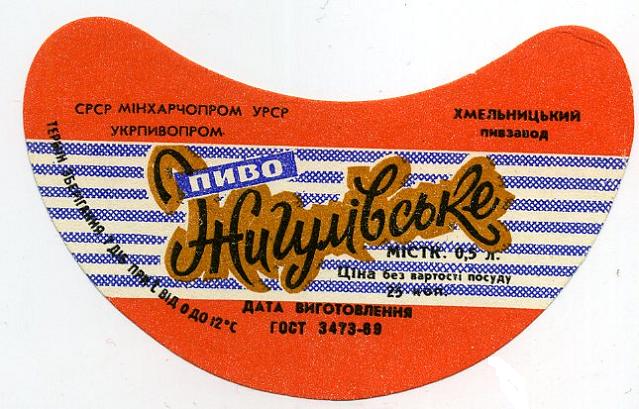 СРСР МІНХАРЧОПРОМ УРСР
УКРПИВОПРОМ
ХМЕЛЬНИЦЬКИЙ
пивзавод
ПИВО
Жигулівське
МІСТК. 0,5 л.
Ціна без вартості посуду
25 коп.
ТЕРМІН ЗБЕРІГАННЯ 7 ДІБ ПРИ t ВІД 0 ДО 12°С
ДАТА ВИГОТОВЛЕННЯ
ГОСТ 3473-69